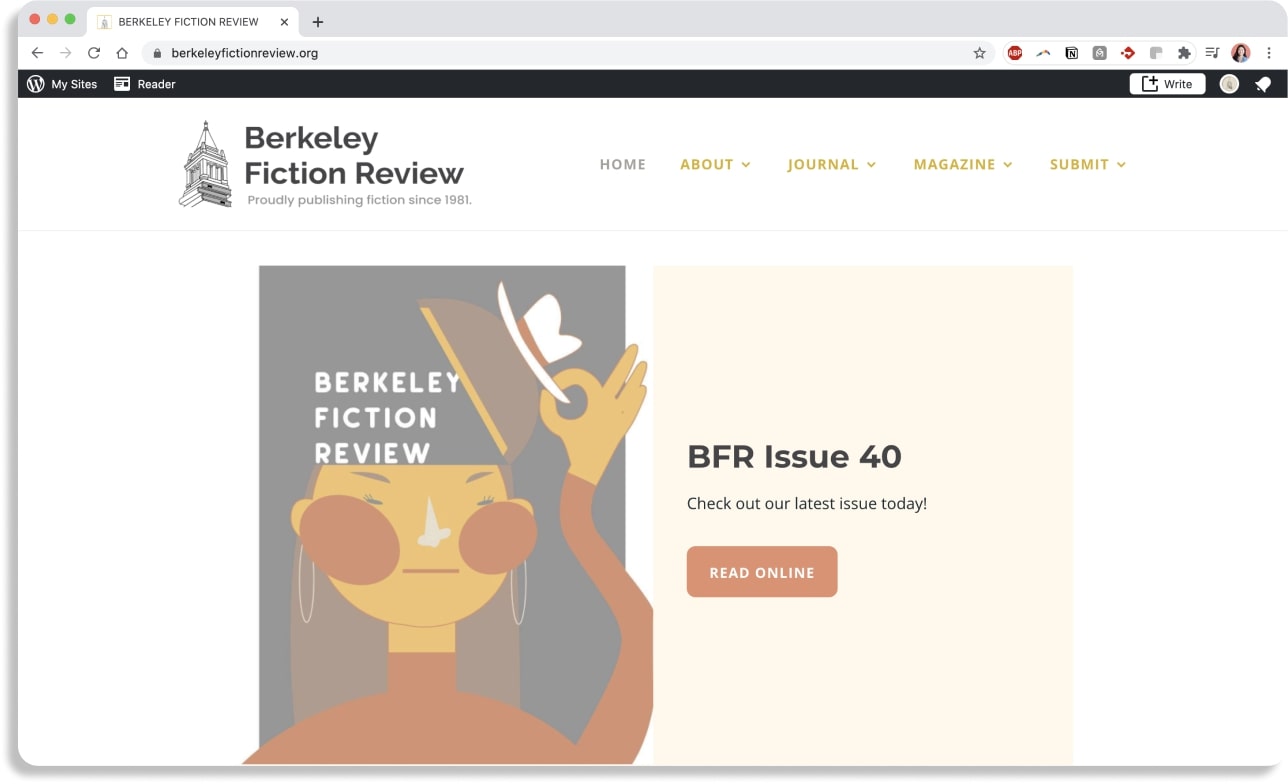 BERKELEY FICTION REVIEW
berkeleyfictionreview.org
ABP
My Sites
Reader
Write
Berkeley
Fiction Review
Proudly publishing fiction since 1981.
HOME
ABOUT
JOURNAL
MAGAZINE
SUBMIT
BERKELEY
FICTION
REVIEW
BFR Issue 40
Check out our latest issue today!
READ ONLINE